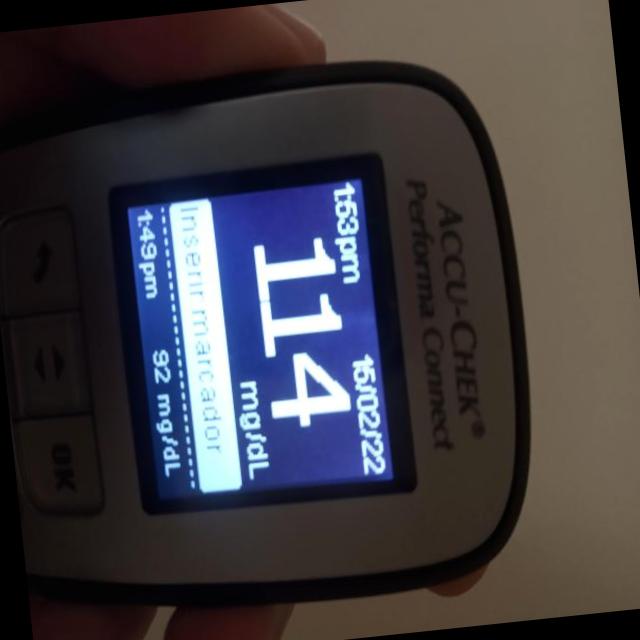 ACCU-CHEK®
Performa Connect
1:53pm 15/02/22
114
mg/dL
Inserir marcador
1:49pm 92 mg/dL
OK